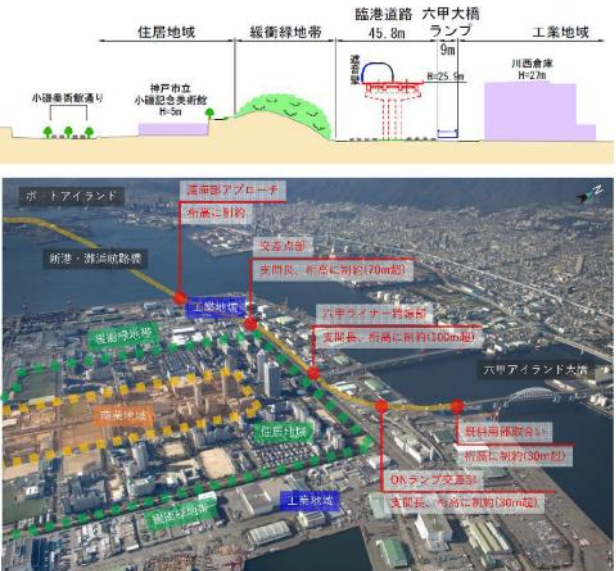 臨港道路 六甲大橋
住居地域 緩衝緑地帯 45.8m ランプ 工業地域
9m
遮音壁
川西倉庫
H=27m
H=25.9m
神戸市立
小磯記念美術館
H=5m
小磯美術館通り
N
ポートアイランド
渡海部アプローチ
桁高に制約
新港・灘浜航路橋
交差点部
支間長、桁高に制約(70m超)
工業地域
六甲ライナー跨線部
支間長、桁高に制約(100m超)
緩衝緑地帯
六甲アイランド大橋
商業地域
住居地域
既供用部取合い
桁高に制約(30m超)
ONランプ交差部
支間長、桁高に制約(30m超)
工業地域
緩衝緑地帯